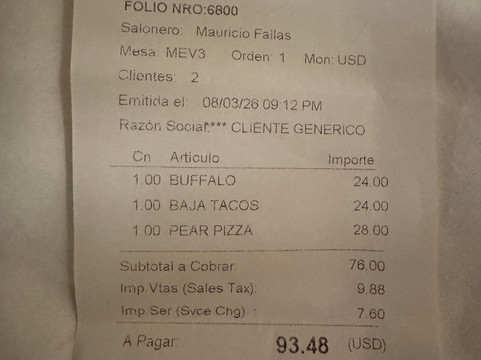 FOLIO NRO:6800
Salonero: Mauricio Fallas
Mesa: MEV3 Orden: 1 Mon: USD
Clientes: 2
Emitida el: 08/03/26 09:12 PM
Razón Social:*** CLIENTE GENERICO
Cn Articulo Importe
1.00 BUFFALO 24.00
1.00 BAJA TACOS 24.00
1.00 PEAR PIZZA 28.00
Subtotal a Cobrar: 76.00
Imp.Vtas (Sales Tax): 9.88
Imp.Ser (Svce Chg) : 7.60
A Pagar: 93.48 (USD)